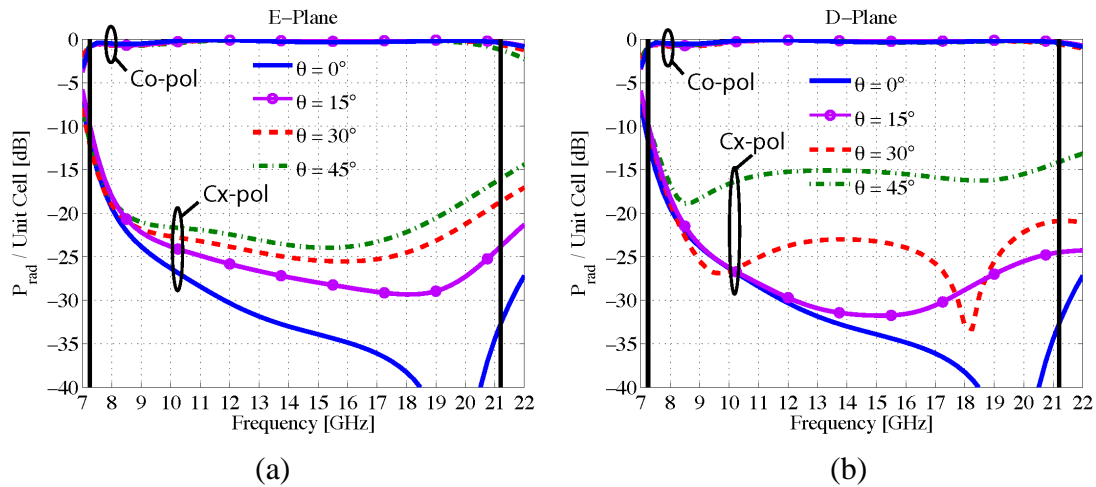 E–Plane
0
−5
−10
−15
−20
−25
−30
−35
−40
P_rad / Unit Cell [dB]
Co-pol
θ = 0°
θ = 15°
θ = 30°
θ = 45°
Cx-pol
7 8 9 10 11 12 13 14 15 16 17 18 19 20 21 22
Frequency [GHz]
(a)
D–Plane
0
−5
−10
−15
−20
−25
−30
−35
−40
P_rad / Unit Cell [dB]
Co-pol
θ = 0°
θ = 15°
θ = 30°
θ = 45°
Cx-pol
7 8 9 10 11 12 13 14 15 16 17 18 19 20 21 22
Frequency [GHz]
(b)